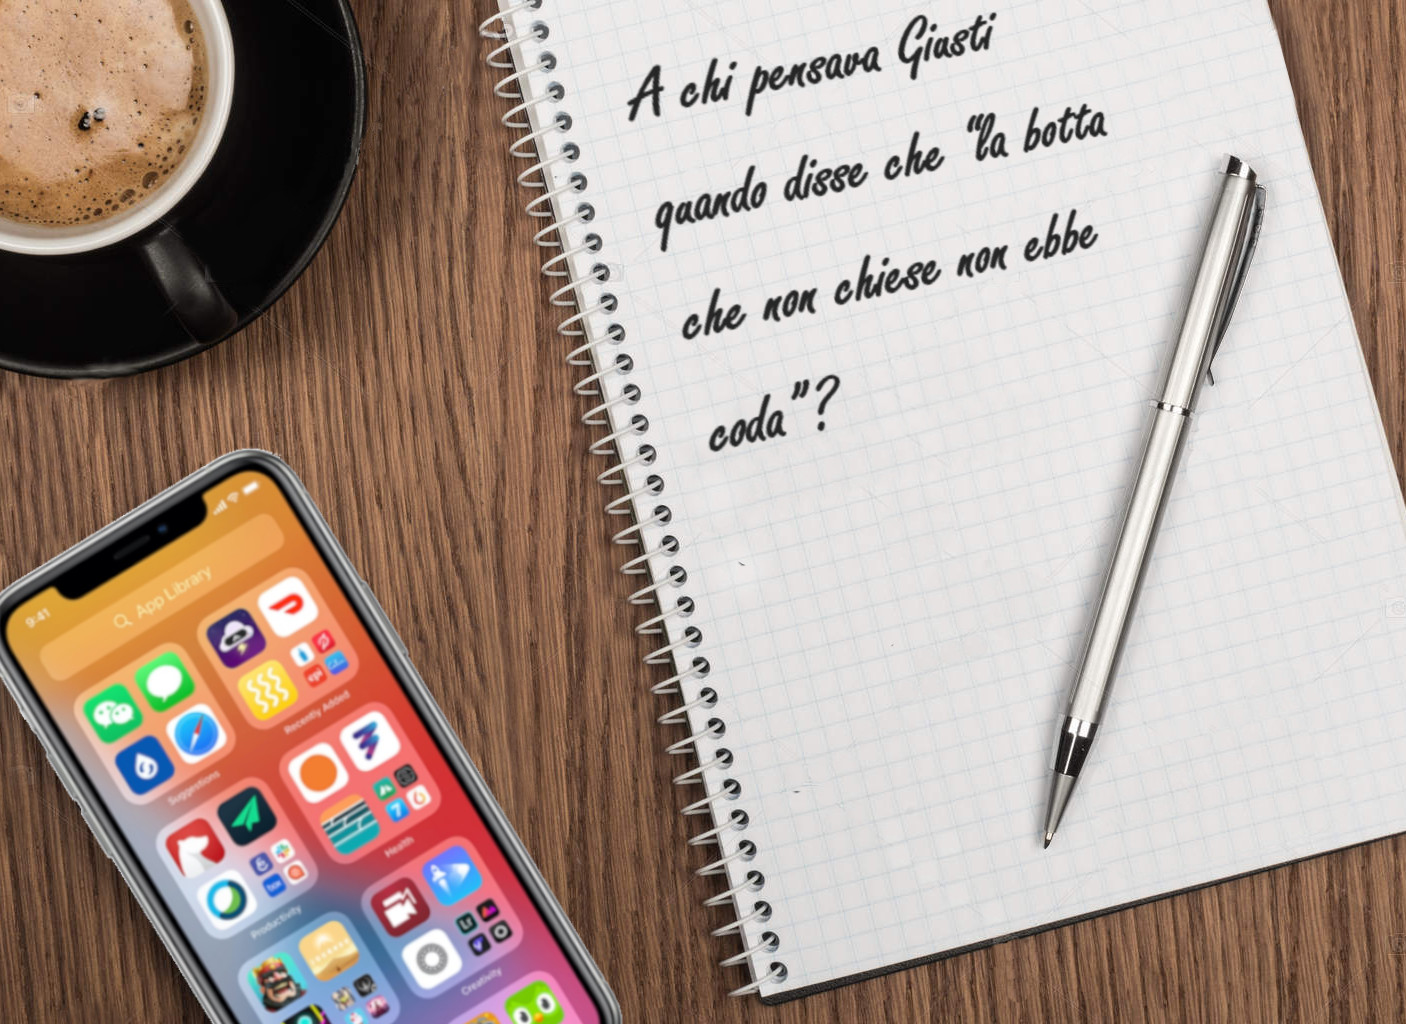 A chi pensava Giusti
quando disse che "la botta
che non chiese non ebbe
coda"?
9:41
App Library
Suggestions
Recently Added
Productivity
Health
Creativity